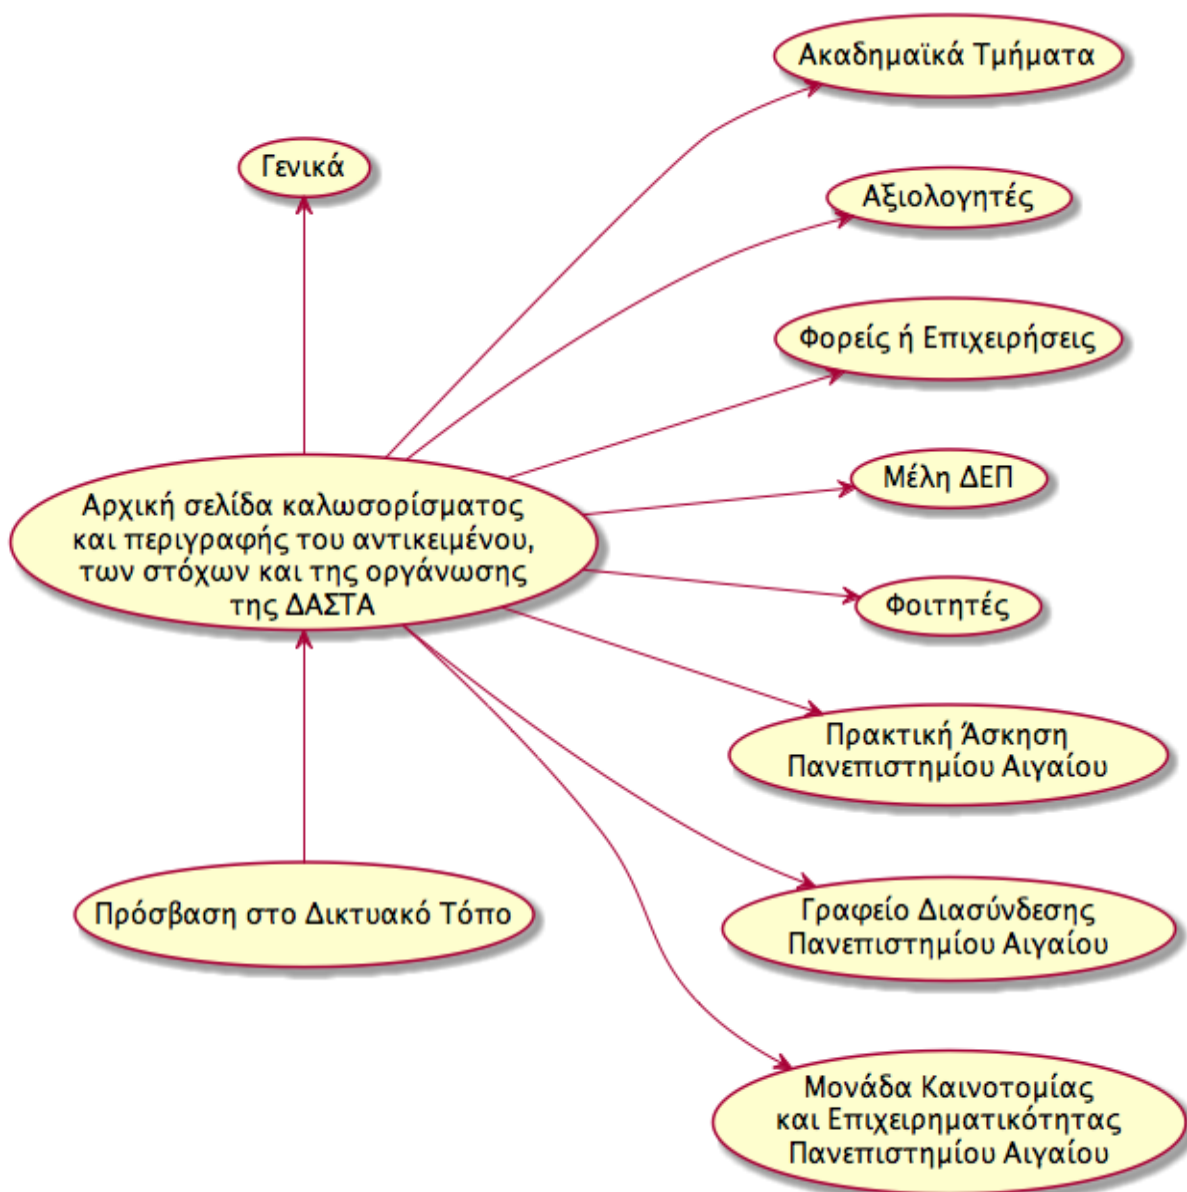 Ακαδημαϊκά Τμήματα
Γενικά
Αξιολογητές
Φορείς ή Επιχειρήσεις
Μέλη ΔΕΠ
Αρχική σελίδα καλωσορίσματος
και περιγραφής του αντικειμένου,
των στόχων και της οργάνωσης
της ΔΑΣΤΑ
Φοιτητές
Πρακτική Άσκηση
Πανεπιστημίου Αιγαίου
Πρόσβαση στο Δικτυακό Τόπο
Γραφείο Διασύνδεσης
Πανεπιστημίου Αιγαίου
Μονάδα Καινοτομίας
και Επιχειρηματικότητας
Πανεπιστημίου Αιγαίου